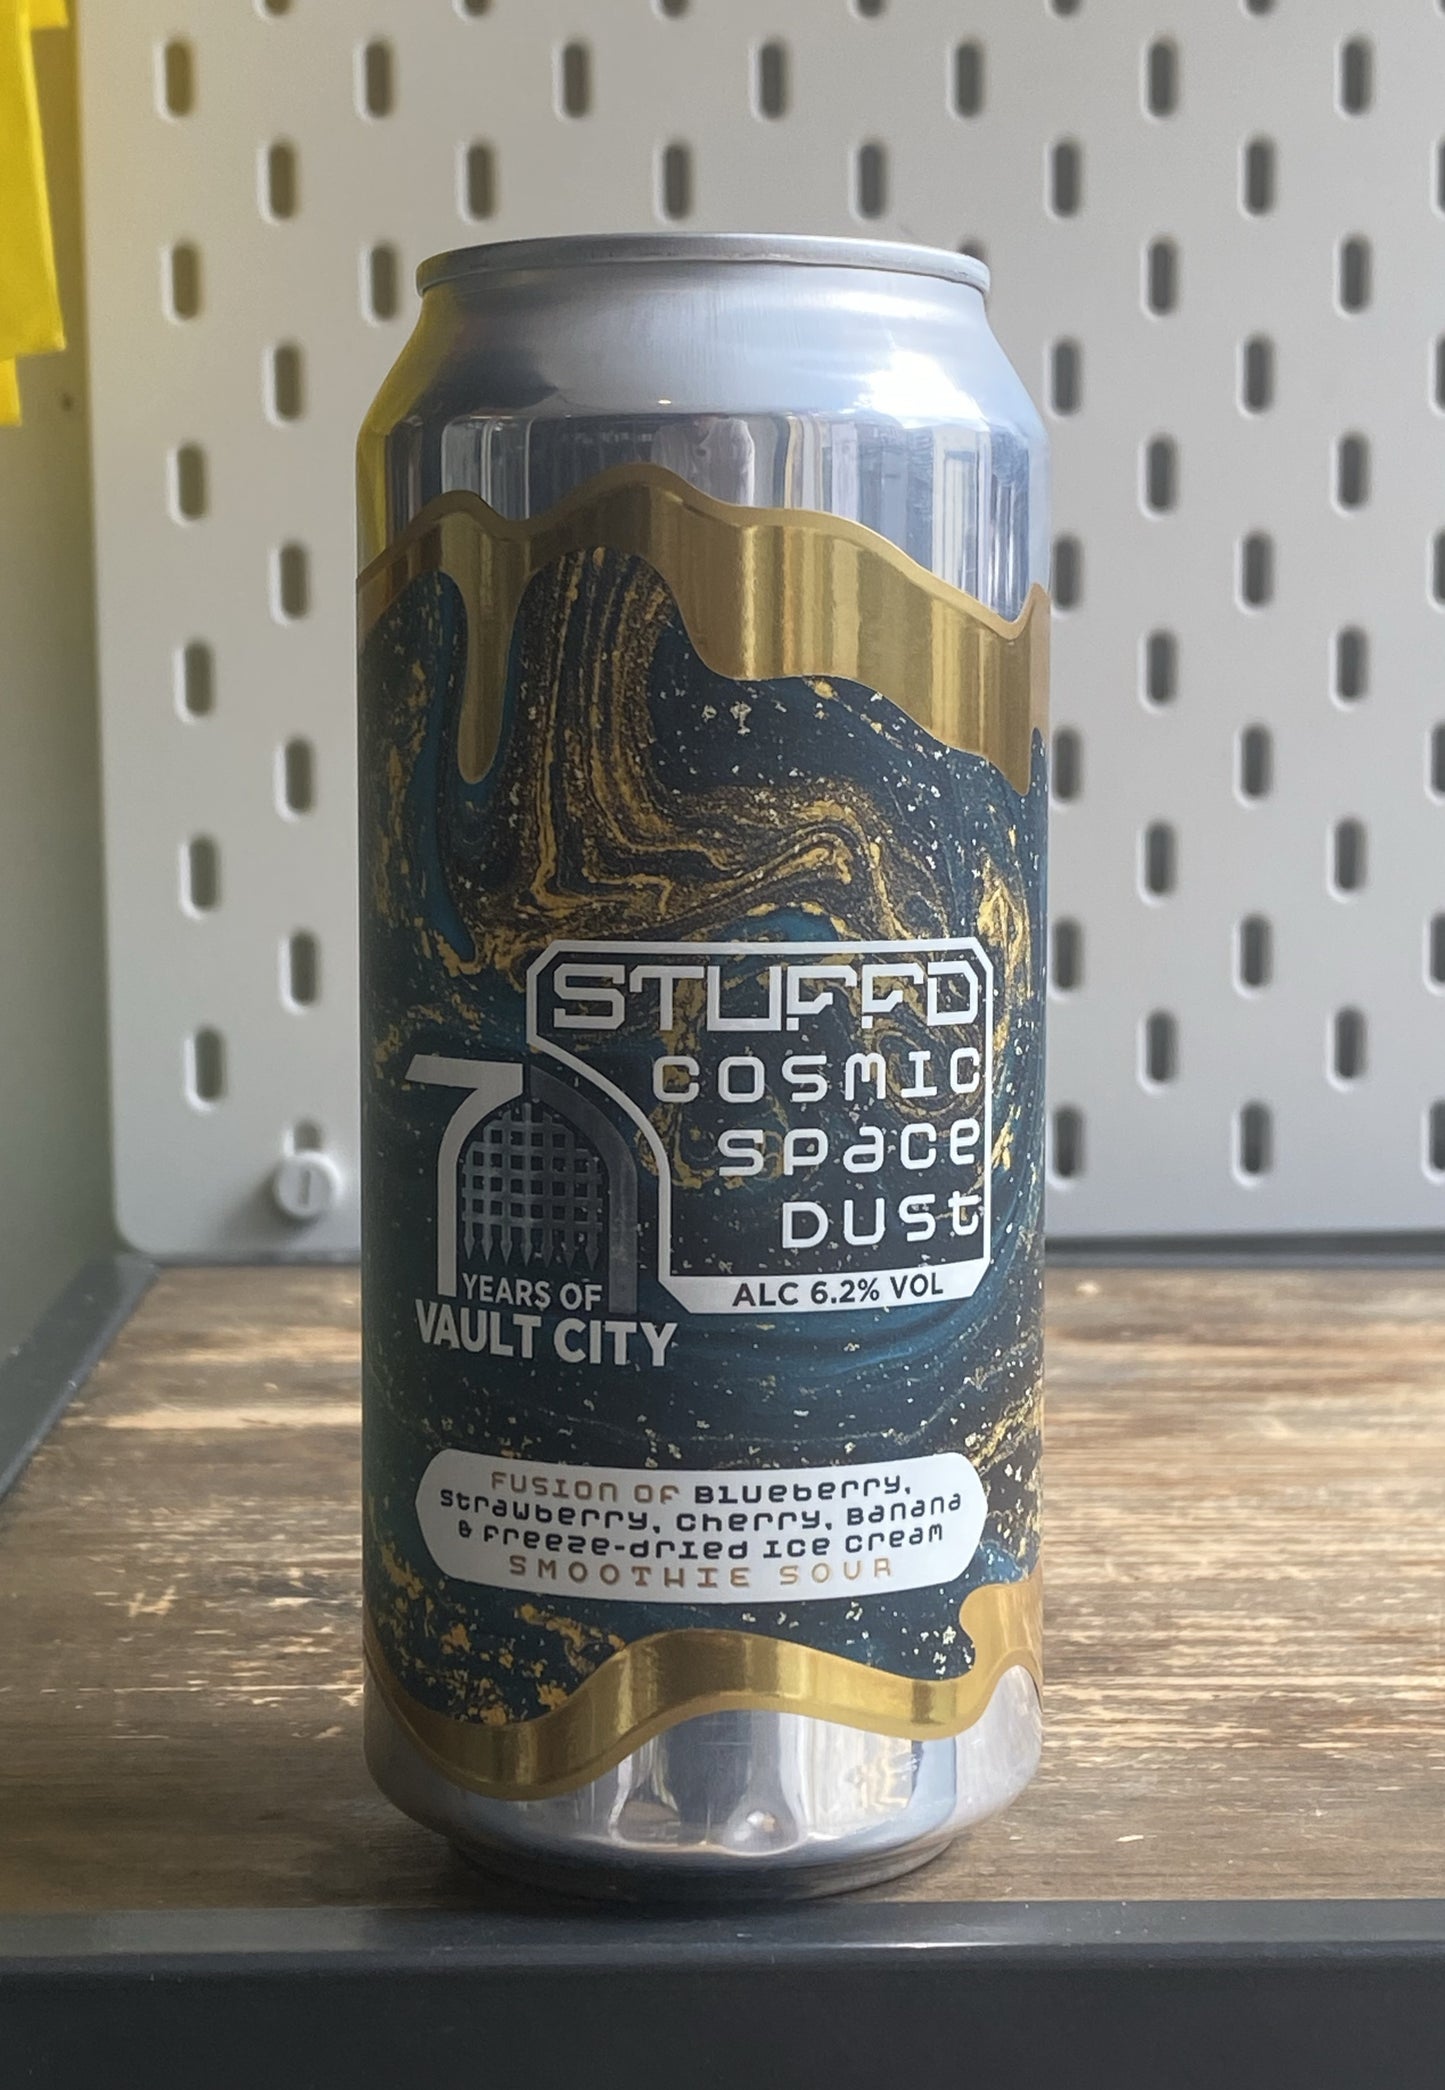 STUFFD
COSMIC
SPACE
DUST
ALC 6.2% VOL
7
YEARS OF
VAULT CITY
FUSION OF Blueberry,
Strawberry, Cherry, Banana
& Freeze-dried Ice Cream
SMOOTHIE SOUR